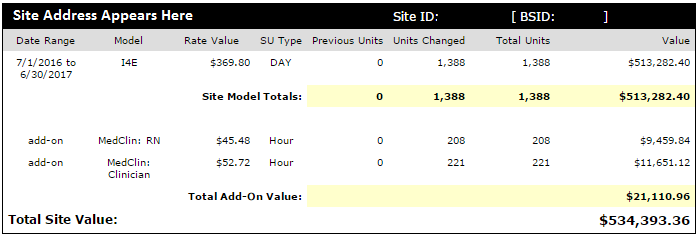 Site Address Appears Here Site ID: [ BSID: ]
Date Range Model Rate Value SU Type Previous Units Units Changed Total Units Value
7/1/2016 to I4E $369.80 DAY 0 1,388 1,388 $513,282.40
6/30/2017
Site Model Totals: 0 1,388 1,388 $513,282.40
add-on MedClin: RN $45.48 Hour 0 208 208 $9,459.84
add-on MedClin: $52.72 Hour 0 221 221 $11,651.12
Clinician
Total Add-On Value: $21,110.96
Total Site Value: $534,393.36